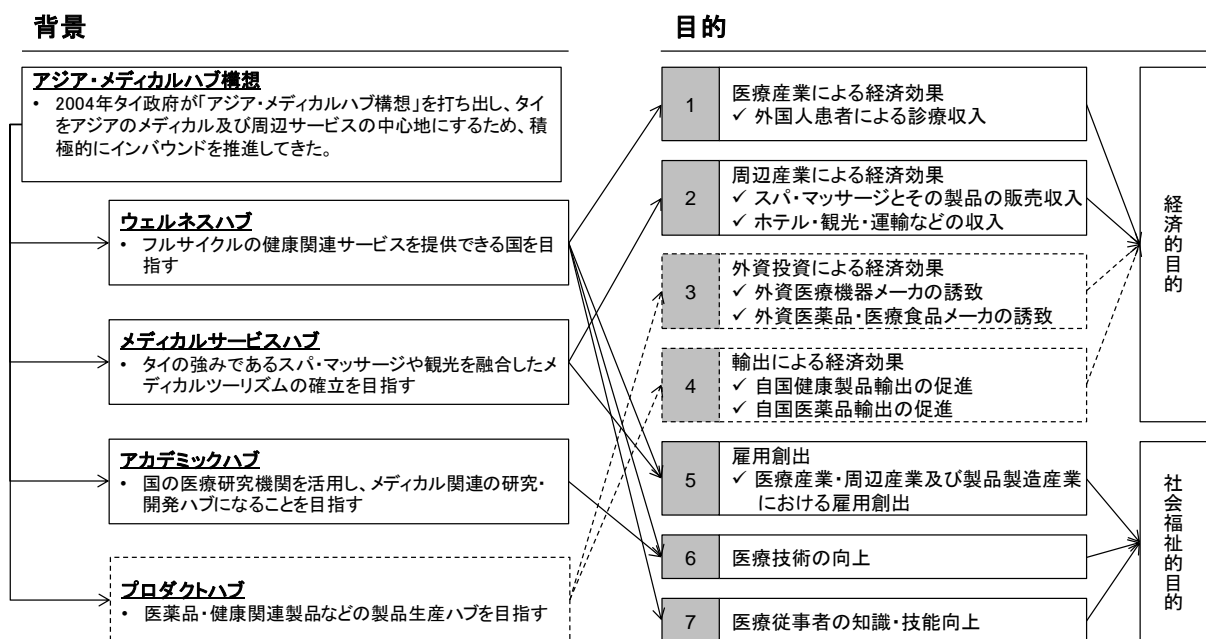 背景
アジア・メディカルハブ構想
• 2004年タイ政府が「アジア・メディカルハブ構想」を打ち出し、タイ
をアジアのメディカル及び周辺サービスの中心地にするため、積
極的にインバウンドを推進してきた。
ウェルネスハブ
• フルサイクルの健康関連サービスを提供できる国を目
指す
メディカルサービスハブ
• タイの強みであるスパ・マッサージや観光を融合したメ
ディカルツーリズムの確立を目指す
アカデミックハブ
• 国の医療研究機関を活用し、メディカル関連の研究・
開発ハブになることを目指す
プロダクトハブ
• 医薬品・健康関連製品などの製品生産ハブを目指す
目的
1
医療産業による経済効果
✓ 外国人患者による診療収入
2
周辺産業による経済効果
✓ スパ・マッサージとその製品の販売収入
✓ ホテル・観光・運輸などの収入
3
外資投資による経済効果
✓ 外資医療機器メーカの誘致
✓ 外資医薬品・医療食品メーカの誘致
4
輸出による経済効果
✓ 自国健康製品輸出の促進
✓ 自国医薬品輸出の促進
5
雇用創出
✓ 医療産業・周辺産業及び製品製造産業
における雇用創出
6
医療技術の向上
7
医療従事者の知識・技能向上
経済的目的
社会福祉的目的